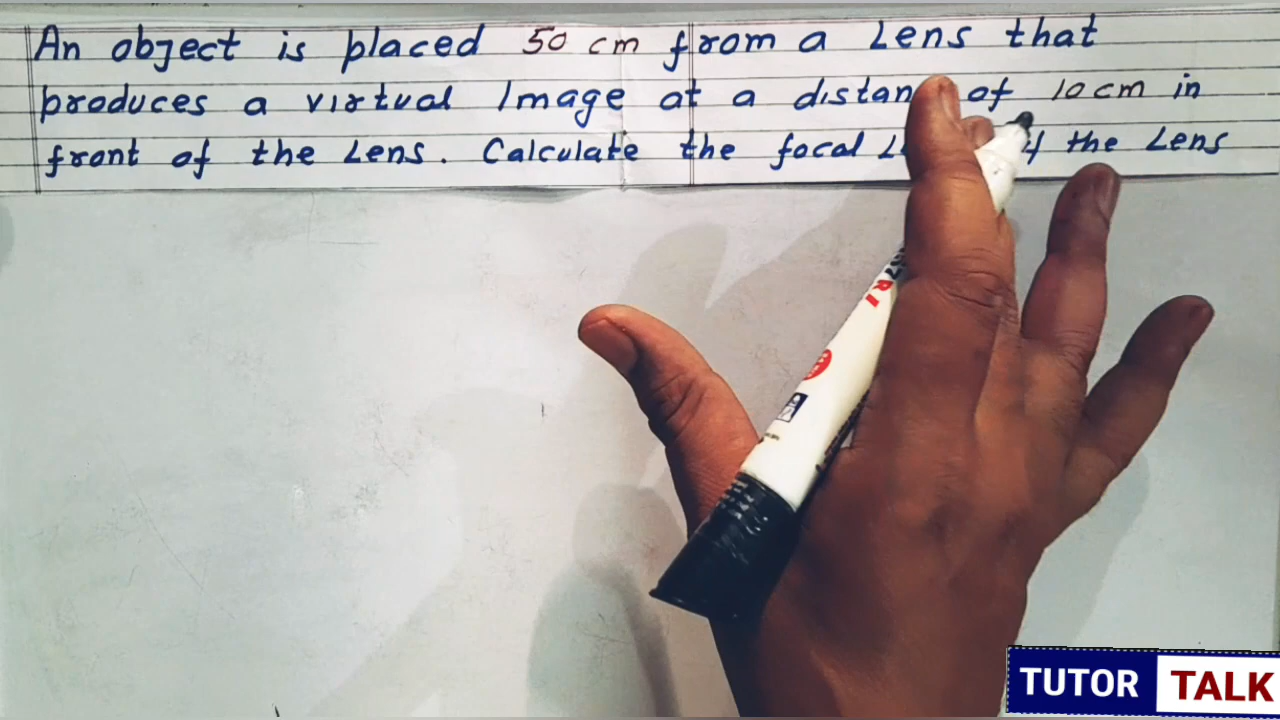 An object is placed 50 cm from a Lens that
produces a virtual Image at a distan of 10cm in
front of the Lens. Calculate the focal the Lens
TUTOR TALK